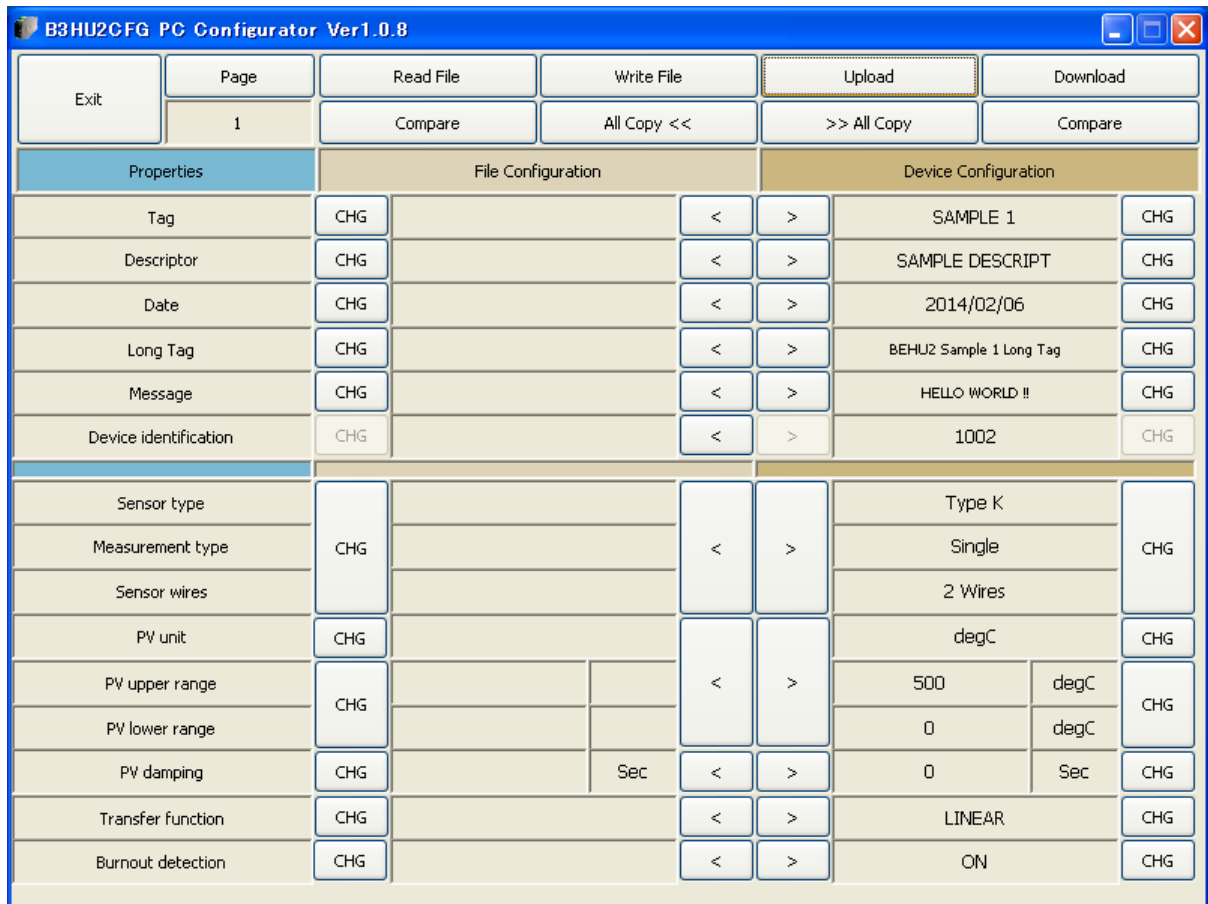 B3HU2CFG PC Configurator Ver1.0.8
Exit Page Read File Write File Upload Download
1 Compare All Copy << >> All Copy Compare
Properties File Configuration Device Configuration
Tag CHG < > SAMPLE 1 CHG
Descriptor CHG < > SAMPLE DESCRIPT CHG
Date CHG < > 2014/02/06 CHG
Long Tag CHG < > BEHU2 Sample 1 Long Tag CHG
Message CHG < > HELLO WORLD !! CHG
Device identification CHG < > 1002 CHG
Sensor type Type K
Measurement type CHG < > Single CHG
Sensor wires 2 Wires
PV unit CHG degC CHG
PV upper range CHG < > 500 degC CHG
PV lower range 0 degC
PV damping CHG Sec < > 0 Sec CHG
Transfer function CHG < > LINEAR CHG
Burnout detection CHG < > ON CHG